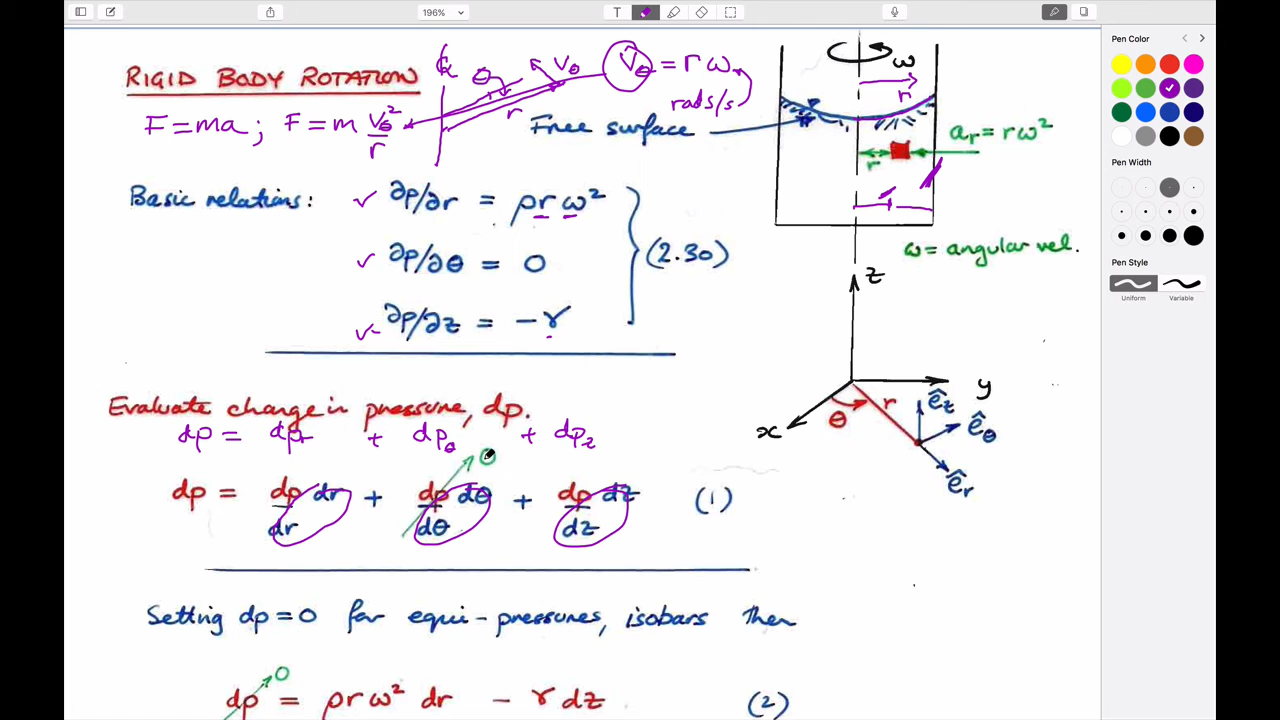 196%
T
RIGID BODY ROTATION
℄ θ Vθ r
Vθ = rω
rads/s
F=ma; F=m Vθ²/r
Free surface
ω
r
r
aᵣ = rω²
ω = angular vel.
Basic relations: ✓ ∂p/∂r = ρrω²
✓ ∂p/∂θ = 0 (2.30)
✓ ∂p/∂z = -γ
z
y
x
θ
r
êz
êθ
êr
Evaluate change in pressure, dp.
dp = dpr + dpθ + dpz
0
dp = dp/dr dr + dp/dθ dθ + dp/dz dz (1)
Setting dp=0 for equi-pressures, isobars then
0
dp = ρrω² dr - γdz (2)
Pen Color
Pen Width
Pen Style
Uniform
Variable